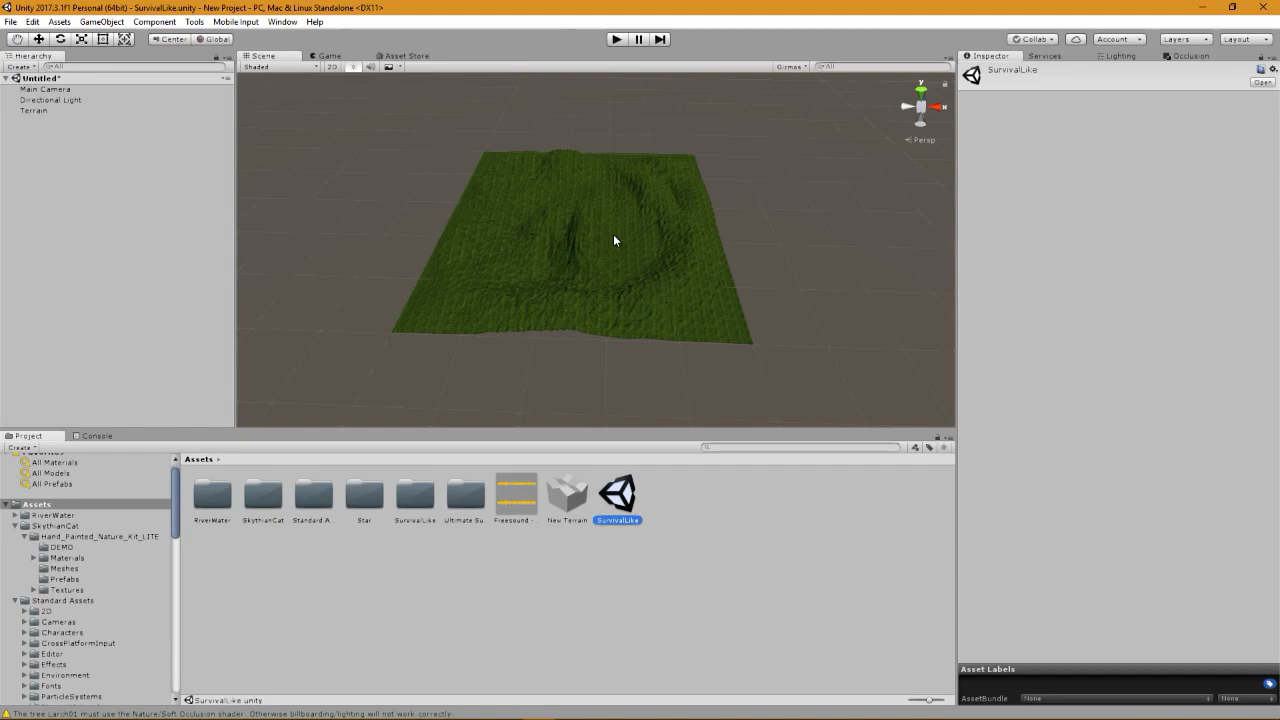 Unity 2017.3.1f1 Personal (64bit) - SurvivalLike.unity - New Project - PC, Mac & Linux Standalone <DX11>
File Edit Assets GameObject Component Tools Mobile Input Window Help
Center Global Collab Account Layers Layout
Hierarchy Scene Game Asset Store Inspector Services Lighting Occlusion
Create All Shaded 2D Gizmos All
SurvivalLike
Open
Untitled*
Main Camera
Directional Light
Terrain
y
Persp
Project Console
Create
Favorites
All Materials
All Models
All Prefabs
Assets
RiverWater
SkythianCat
Hand_Painted_Nature_Kit_LITE
DEMO
Materials
Meshes
Prefabs
Textures
Standard Assets
2D
Cameras
Characters
CrossPlatformInput
Editor
Effects
Environment
Fonts
ParticleSystems
Assets
RiverWater SkythianCat Standard A... Star SurvivalLike Ultimate Su... Freesound -... New Terrain SurvivalLike
SurvivalLike.unity
Asset Labels
AssetBundle None None
The tree Larch01 must use the Nature/Soft Occlusion shader. Otherwise billboarding/lighting will not work correctly.